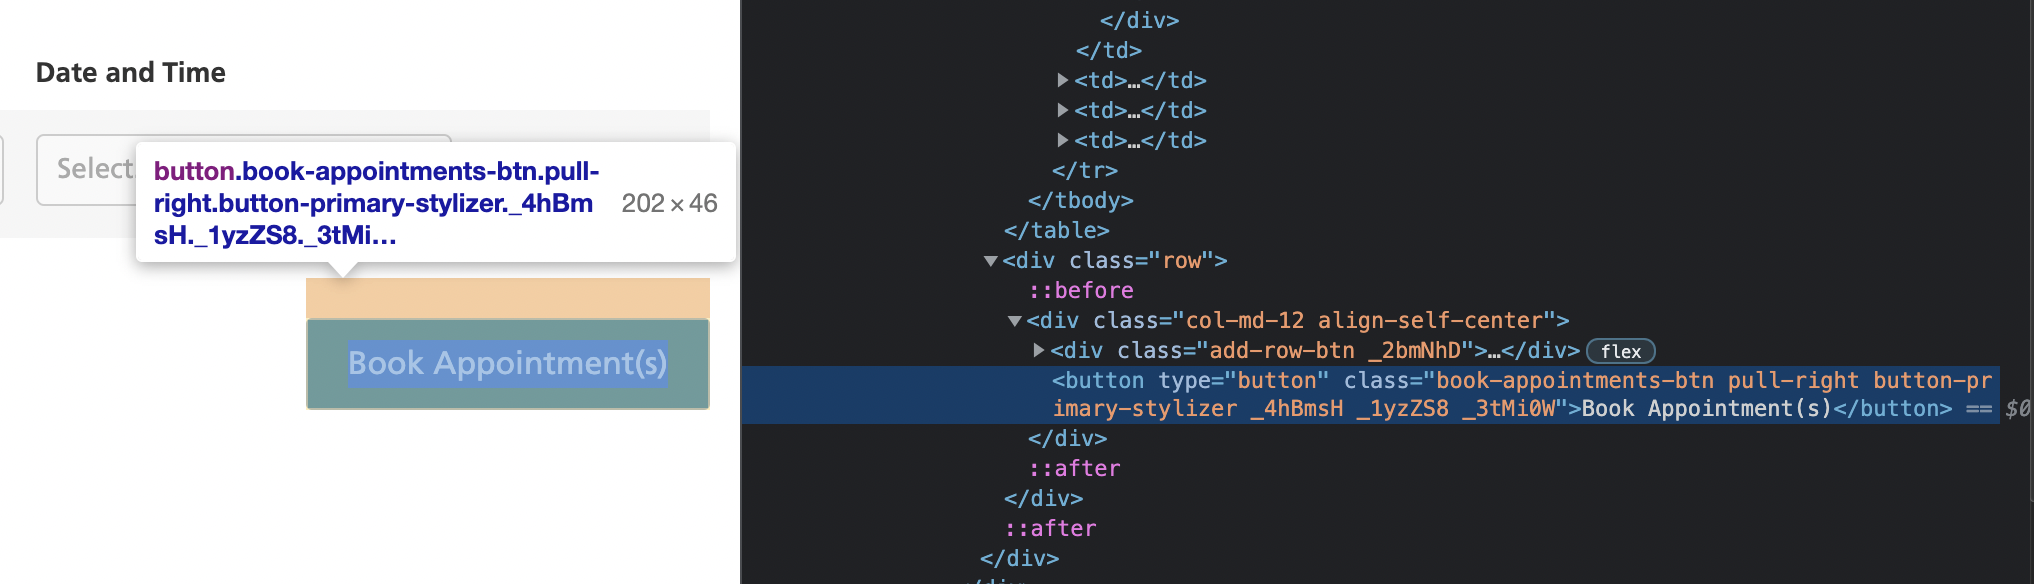 Date and Time
Select
button.book-appointments-btn.pull-
right.button-primary-stylizer._4hBm
sH._1yzZS8._3tMi…
202 × 46
Book Appointment(s)
</div>
</td>
▶<td>…</td>
▶<td>…</td>
▶<td>…</td>
</tr>
</tbody>
</table>
▼<div class="row">
::before
▼<div class="col-md-12 align-self-center">
▶<div class="add-row-btn _2bmNhD">…</div> flex
<button type="button" class="book-appointments-btn pull-right button-pr
imary-stylizer _4hBmsH _1yzZS8 _3tMi0W">Book Appointment(s)</button> == $0
</div>
::after
</div>
::after
</div>